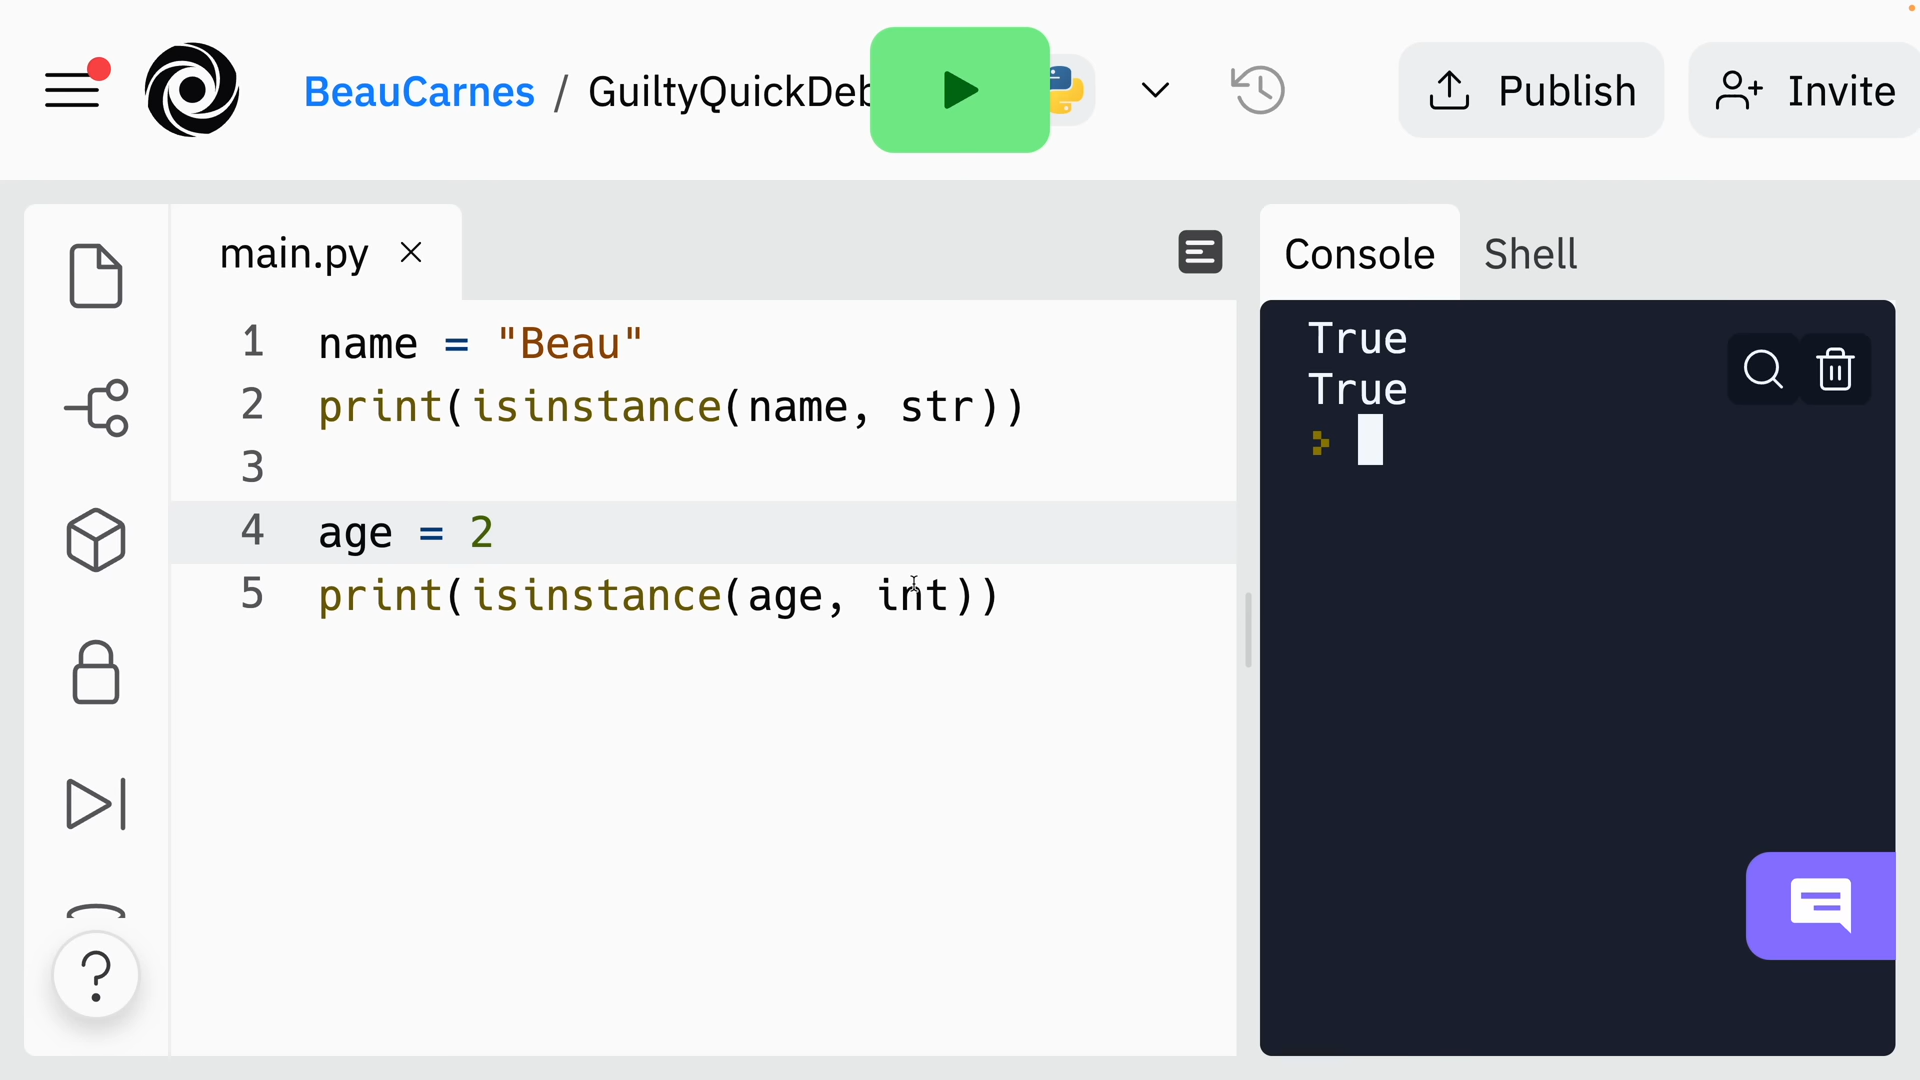 BeauCarnes / GuiltyQuickDeb
Publish
Invite
main.py
Console Shell
1 name = "Beau"
2 print(isinstance(name, str))
3
4 age = 2
5 print(isinstance(age, int))
True
True
?